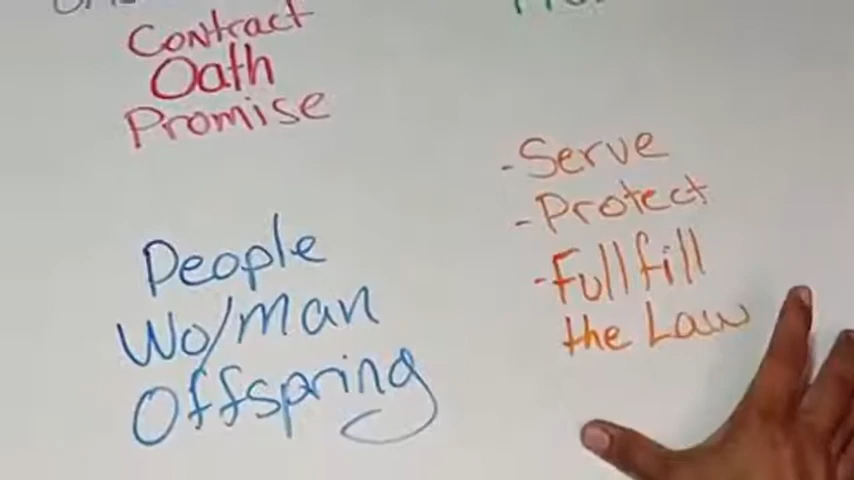 Contract
Oath
Promise
- Serve
- Protect
- Fullfill
the Law
People
Wo/man
Offspring